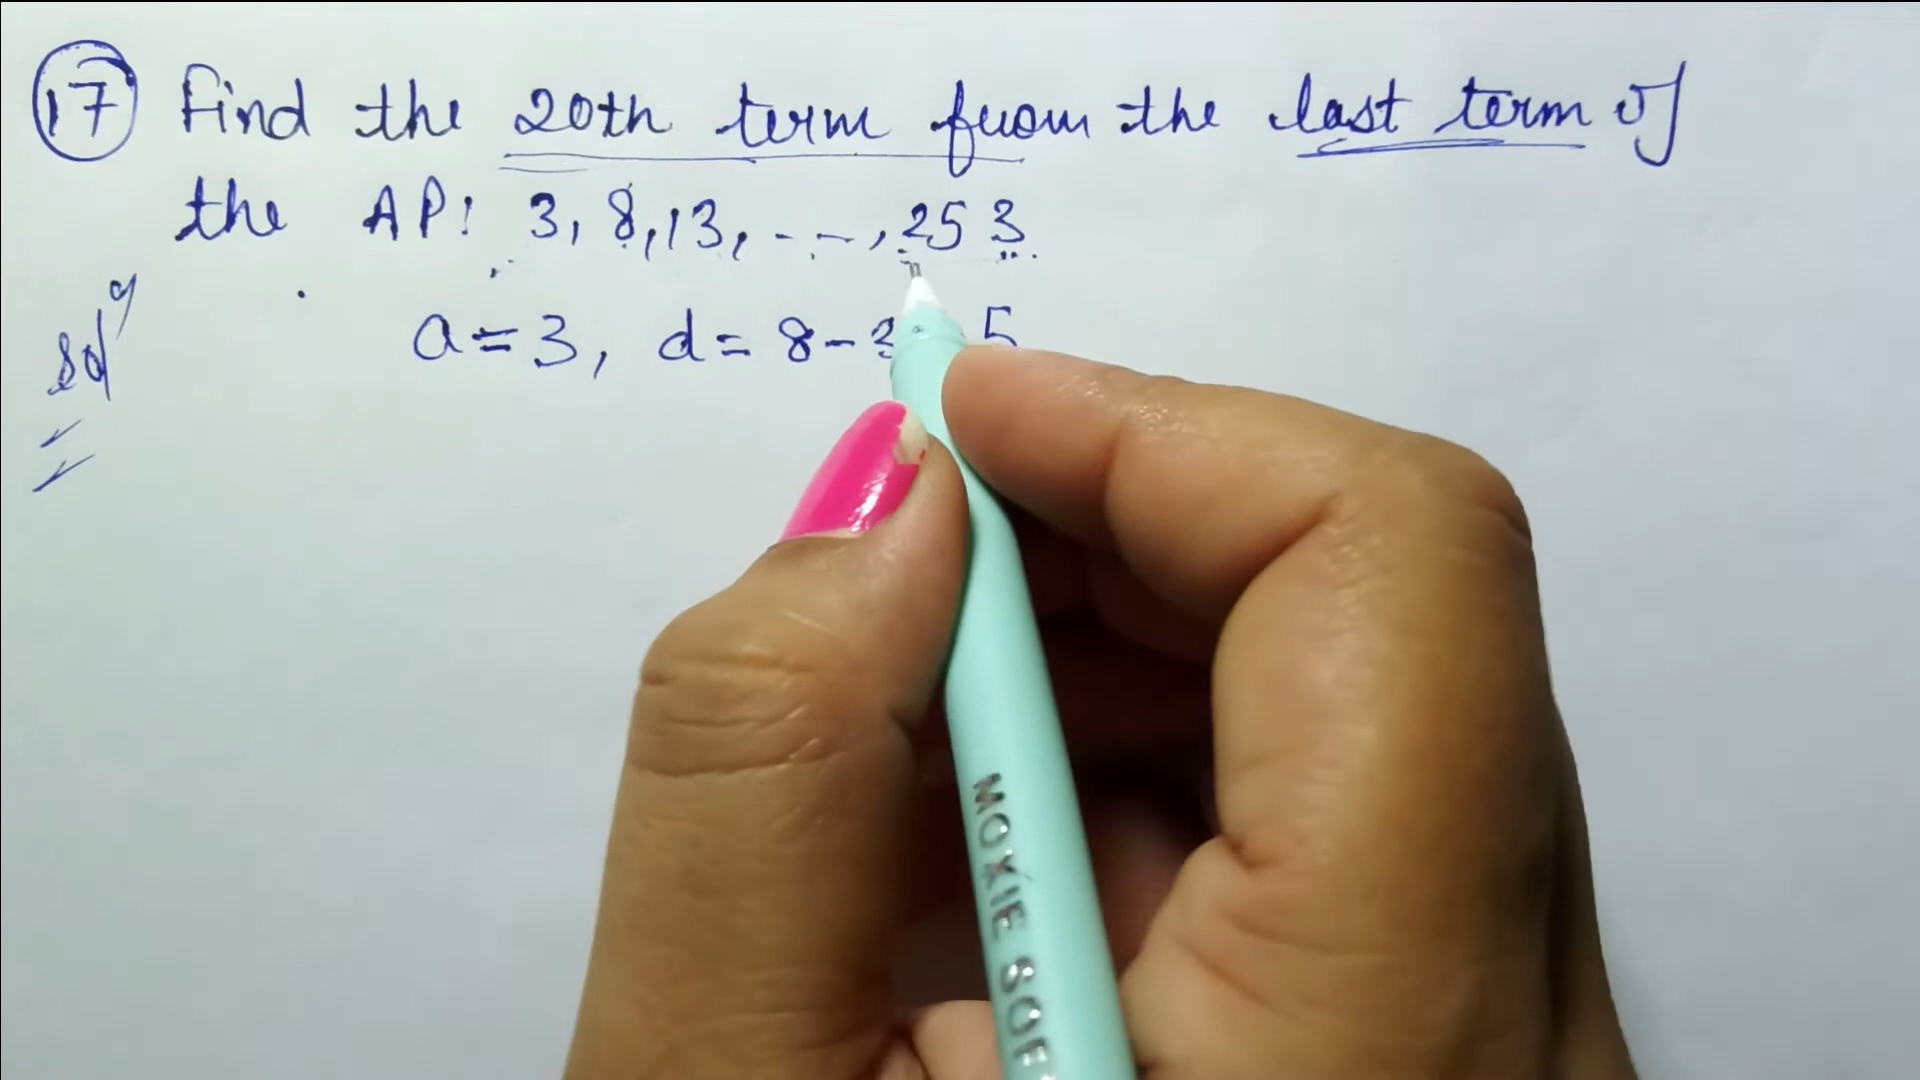 17 Find the 20th term from the last term of
the AP: 3, 8, 13, - - -, 253
Solⁿ
a = 3, d = 8 - 3 5
MOXIE SOF